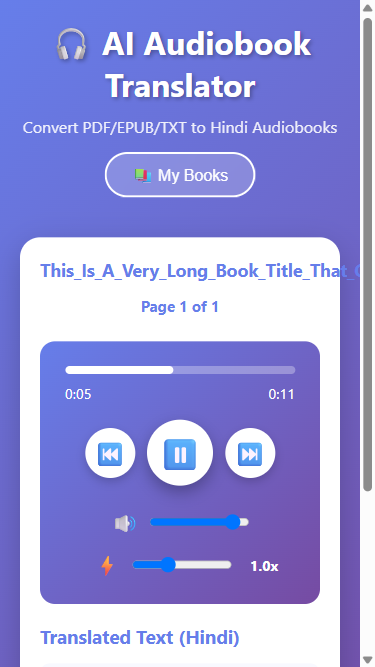 🎧 AI Audiobook
Translator
Convert PDF/EPUB/TXT to Hindi Audiobooks
📚 My Books
This_Is_A_Very_Long_Book_Title_That_
Page 1 of 1
0:05 0:11
1.0x
Translated Text (Hindi)